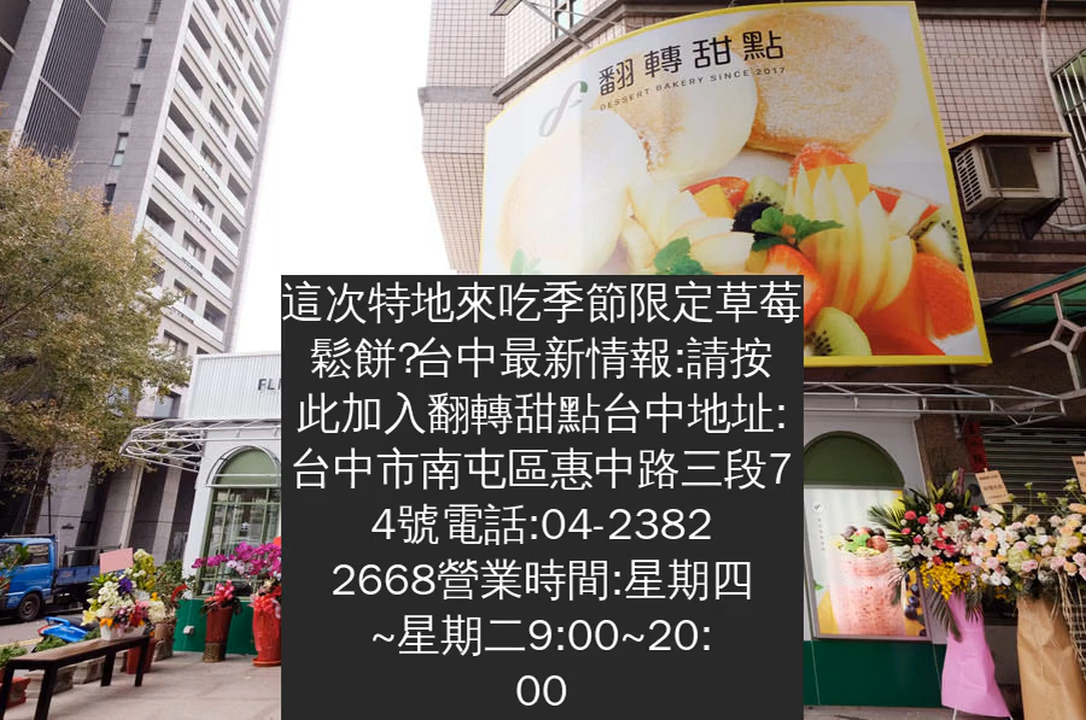 翻轉甜點
DESSERT BAKERY SINCE 2017
這次特地來吃季節限定草莓
鬆餅?台中最新情報:請按
此加入翻轉甜點台中地址:
台中市南屯區惠中路三段7
4號電話:04-2382
2668營業時間:星期四
~星期二9:00~20:
00